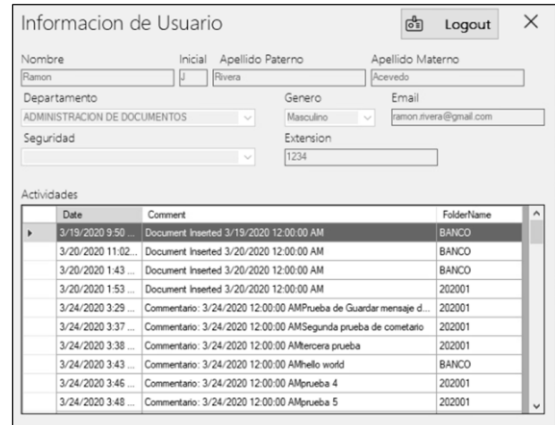 Informacion de Usuario Logout
Nombre Inicial Apellido Paterno Apellido Materno
Ramon J Rivera Acevedo
Departamento Genero Email
ADMINISTRACION DE DOCUMENTOS Masculino ramon.rivera@gmail.com
Seguridad Extension
1234
Actividades
Date Comment FolderName
3/19/2020 9:50 ... Document Inserted 3/19/2020 12:00:00 AM BANCO
3/20/2020 11:02... Document Inserted 3/20/2020 12:00:00 AM BANCO
3/20/2020 1:43 ... Document Inserted 3/20/2020 12:00:00 AM BANCO
3/20/2020 1:53 ... Document Inserted 3/20/2020 12:00:00 AM 202001
3/24/2020 3:29 ... Commentario: 3/24/2020 12:00:00 AMPrueba de Guardar mensaje d... 202001
3/24/2020 3:37 ... Commentario: 3/24/2020 12:00:00 AMSegunda prueba de cometario 202001
3/24/2020 3:38 ... Commentario: 3/24/2020 12:00:00 AMtercera prueba 202001
3/24/2020 3:43 ... Commentario: 3/24/2020 12:00:00 AMhello world BANCO
3/24/2020 3:46 ... Commentario: 3/24/2020 12:00:00 AMprueba 4 202001
3/24/2020 3:48 ... Commentario: 3/24/2020 12:00:00 AMprueba 5 202001